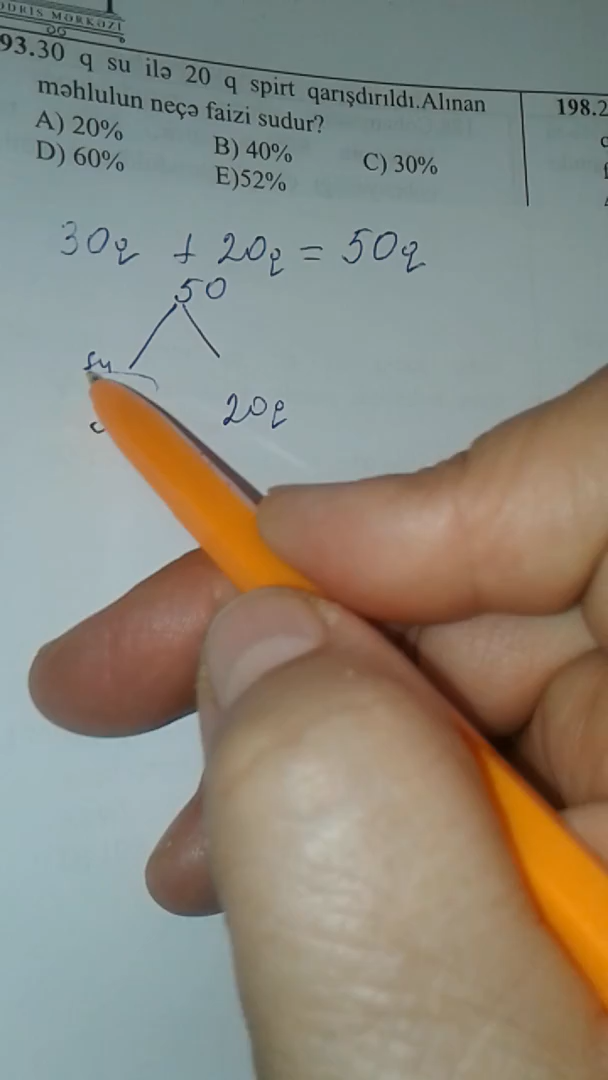 MƏRKƏZİ
93.30 q su ilə 20 q spirt qarışdırıldı.Alınan
məhlulun neçə faizi sudur?
A) 20% B) 40% C) 30%
D) 60% E)52%
198.2
30q + 20q = 50q
50
su
20q